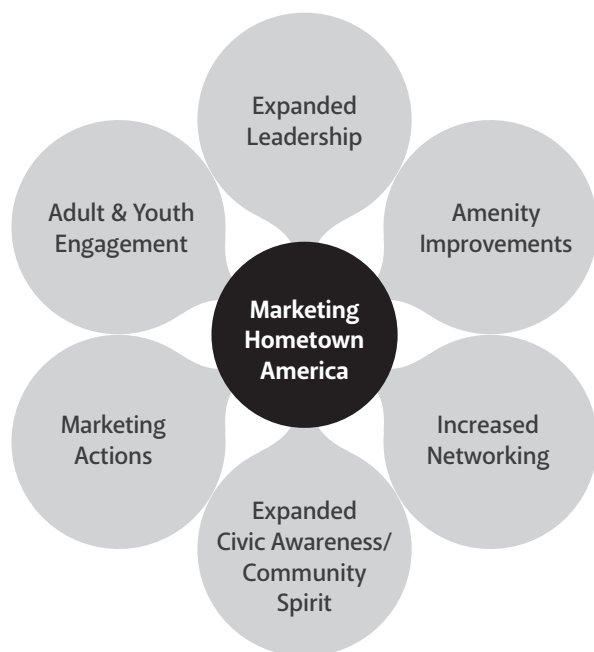 Expanded
Leadership
Adult & Youth
Engagement
Amenity
Improvements
Marketing
Hometown
America
Marketing
Actions
Increased
Networking
Expanded
Civic Awareness/
Community
Spirit